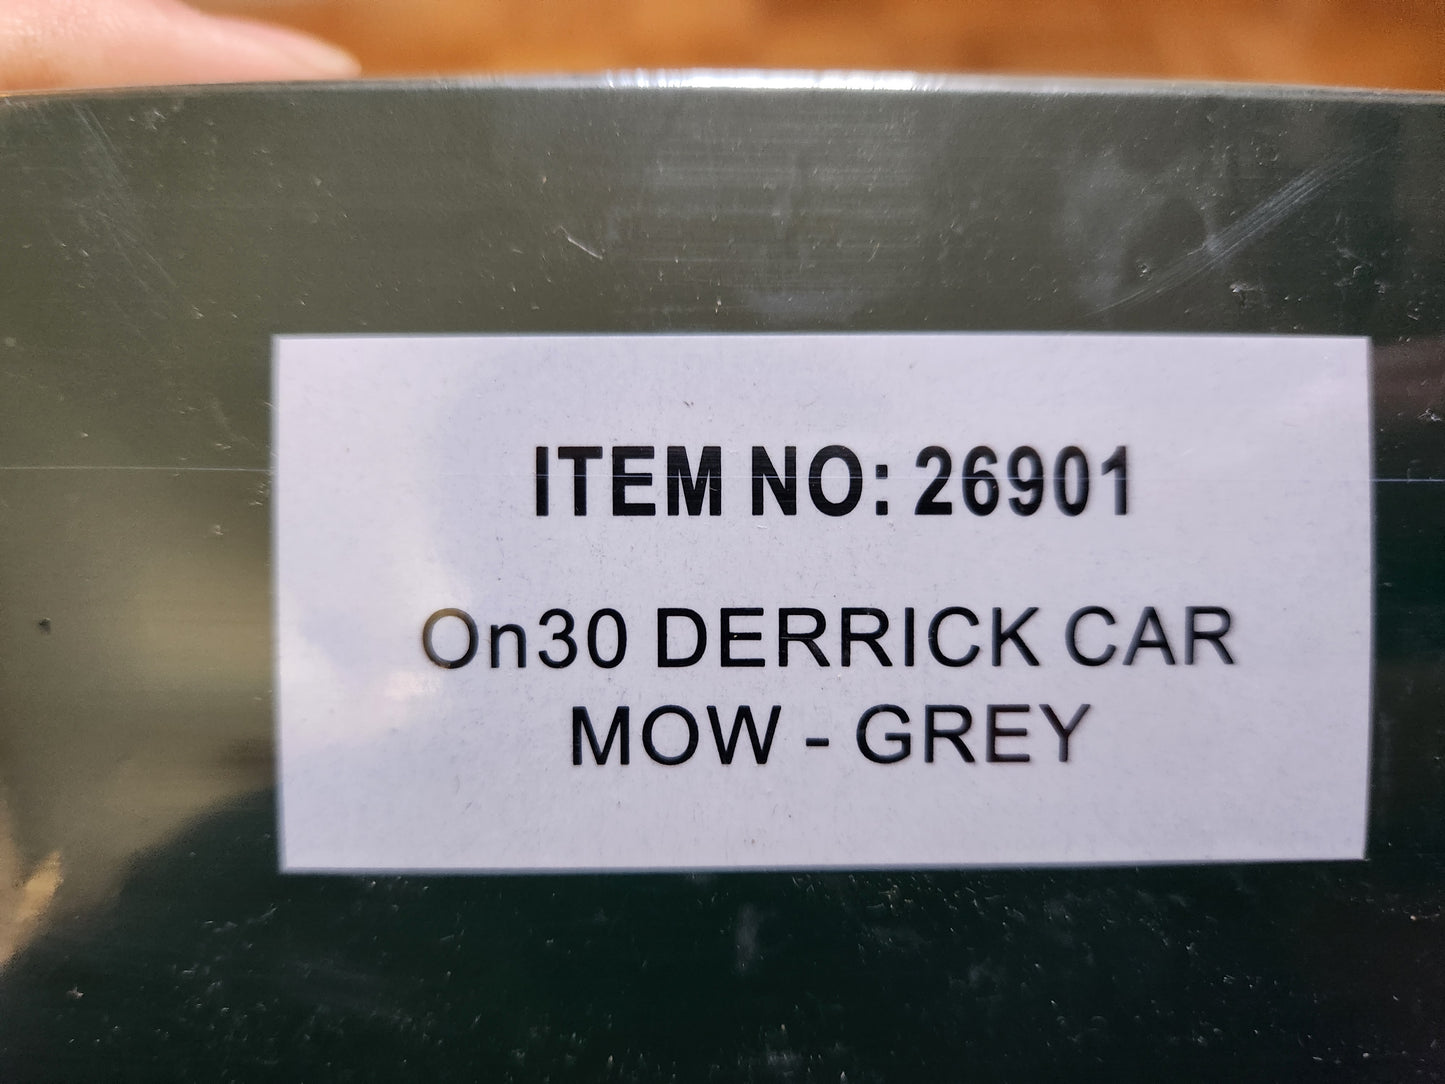 ITEM NO: 26901
On30 DERRICK CAR
MOW - GREY